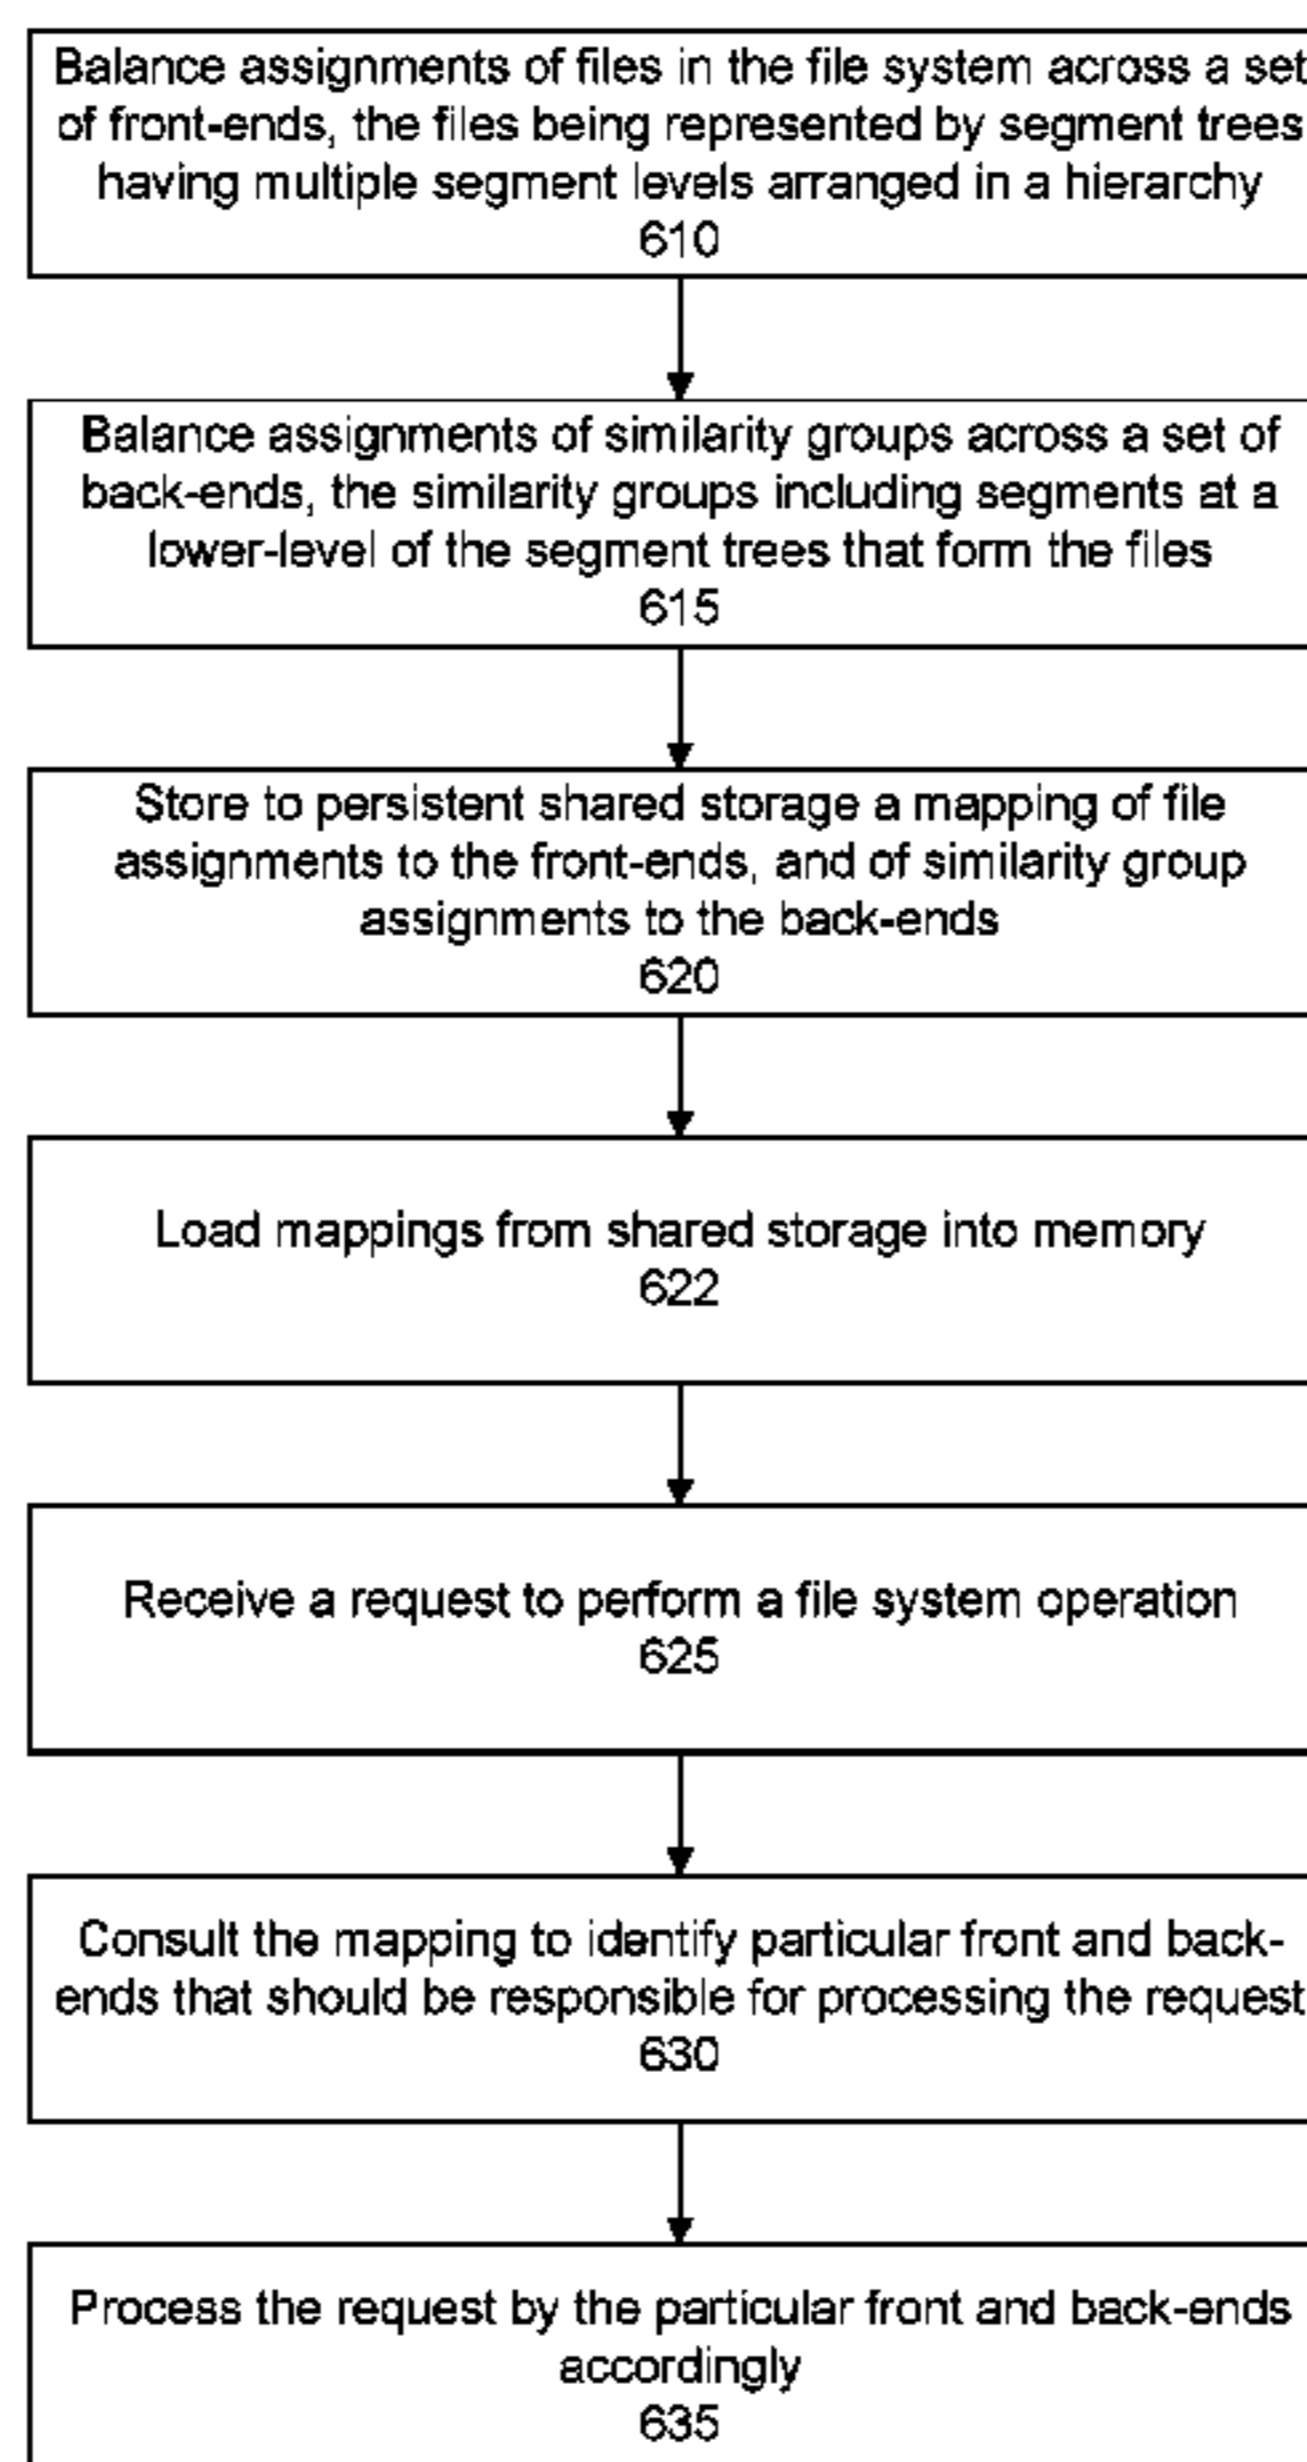 Balance assignments of files in the file system across a set
of front-ends, the files being represented by segment trees
having multiple segment levels arranged in a hierarchy
610
Balance assignments of similarity groups across a set of
back-ends, the similarity groups including segments at a
lower-level of the segment trees that form the files
615
Store to persistent shared storage a mapping of file
assignments to the front-ends, and of similarity group
assignments to the back-ends
620
Load mappings from shared storage into memory
622
Receive a request to perform a file system operation
625
Consult the mapping to identify particular front and back-
ends that should be responsible for processing the request
630
Process the request by the particular front and back-ends
accordingly
635